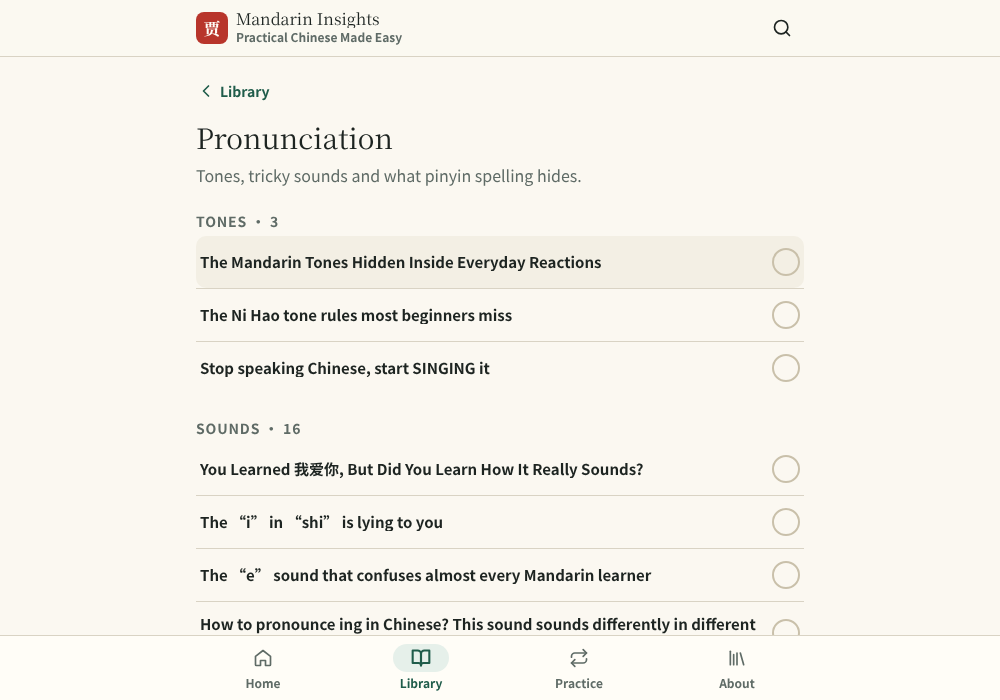 贾
Mandarin Insights
Practical Chinese Made Easy
Library
Pronunciation
Tones, tricky sounds and what pinyin spelling hides.
TONES • 3
The Mandarin Tones Hidden Inside Everyday Reactions
The Ni Hao tone rules most beginners miss
Stop speaking Chinese, start SINGING it
SOUNDS • 16
You Learned 我爱你, But Did You Learn How It Really Sounds?
The “i” in “shi” is lying to you
The “e” sound that confuses almost every Mandarin learner
How to pronounce ing in Chinese? This sound sounds differently in different
Home
Library
Practice
About